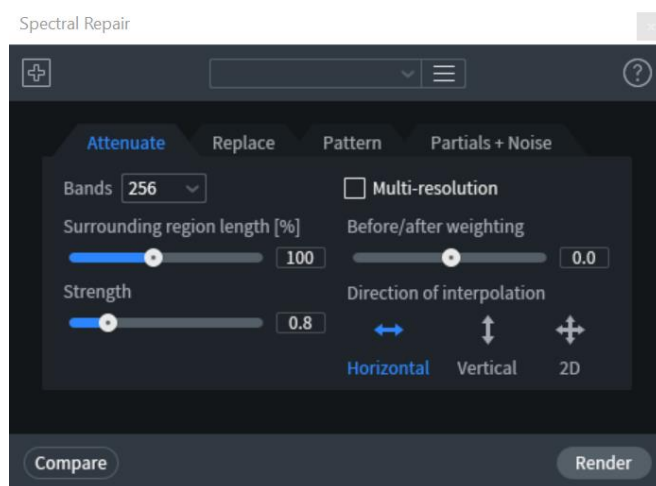 Spectral Repair
Attenuate Replace Pattern Partials + Noise
Bands 256 Multi-resolution
Surrounding region length [%] Before/after weighting
100 0.0
Strength Direction of interpolation
0.8
Horizontal Vertical 2D
Compare Render